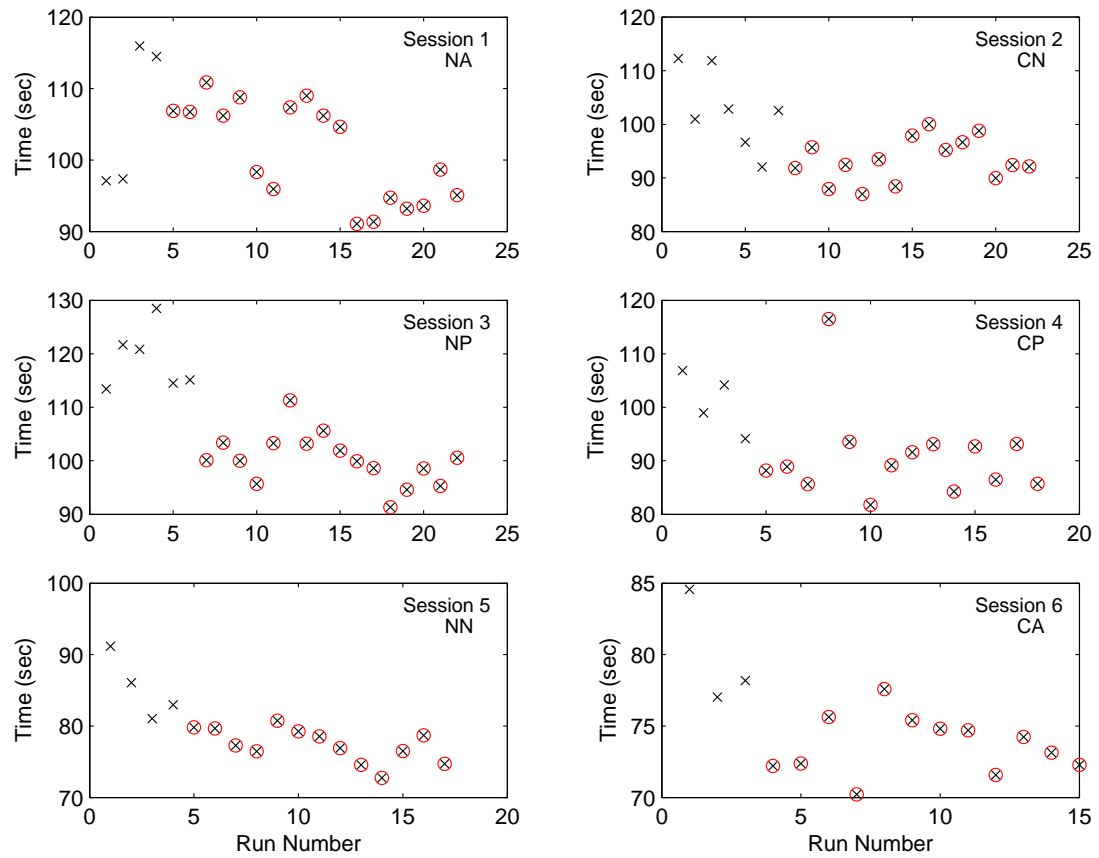 120
110
100
90
0
5
10
15
20
25
Time (sec)
Session 1
NA
120
110
100
90
80
0
5
10
15
20
25
Time (sec)
Session 2
CN
130
120
110
100
90
0
5
10
15
20
25
Time (sec)
Session 3
NP
120
110
100
90
80
0
5
10
15
20
Time (sec)
Session 4
CP
100
90
80
70
0
5
10
15
20
Time (sec)
Run Number
Session 5
NN
85
80
75
70
0
5
10
15
Time (sec)
Run Number
Session 6
CA